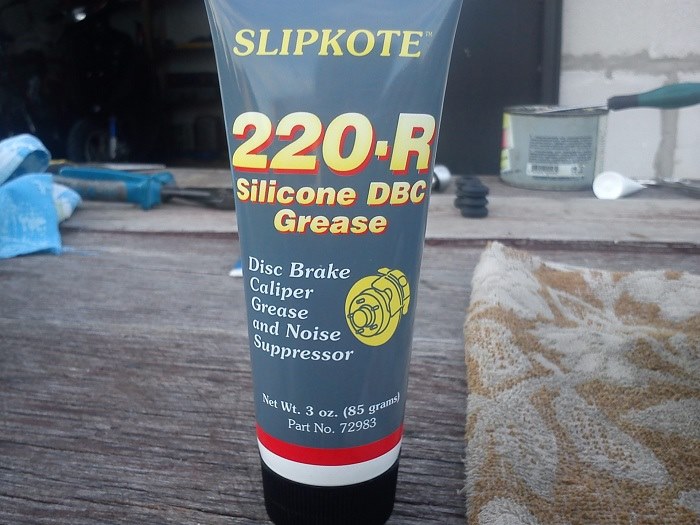 SLIPKOTE™
220-R
Silicone DBC
Grease
Disc Brake
Caliper
Grease
and Noise
Suppressor
Net Wt. 3 oz. (85 grams)
Part No. 72983